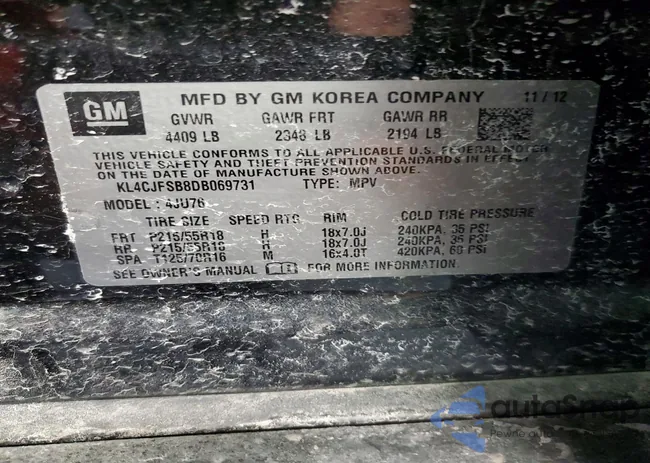 GM MFD BY GM KOREA COMPANY 11/12
GVWR GAWR FRT GAWR RR
4409 LB 2348 LB 2194 LB
THIS VEHICLE CONFORMS TO ALL APPLICABLE U.S. FEDERAL MOTOR
VEHICLE SAFETY AND THEFT PREVENTION STANDARDS IN EFFECT
ON THE DATE OF MANUFACTURE SHOWN ABOVE.
KL4CJFSB8DB069731 TYPE: MPV
MODEL: 4JU76
TIRE SIZE SPEED RTG RIM COLD TIRE PRESSURE
FRT P215/55R18 H 18x7.0J 240KPA, 35 PSI
RR P215/55R18 H 18x7.0J 240KPA, 35 PSI
SPA T125/70R16 M 16x4.0T 420KPA, 60 PSI
SEE OWNER'S MANUAL FOR MORE INFORMATION.
autoSnap
Pewne auto